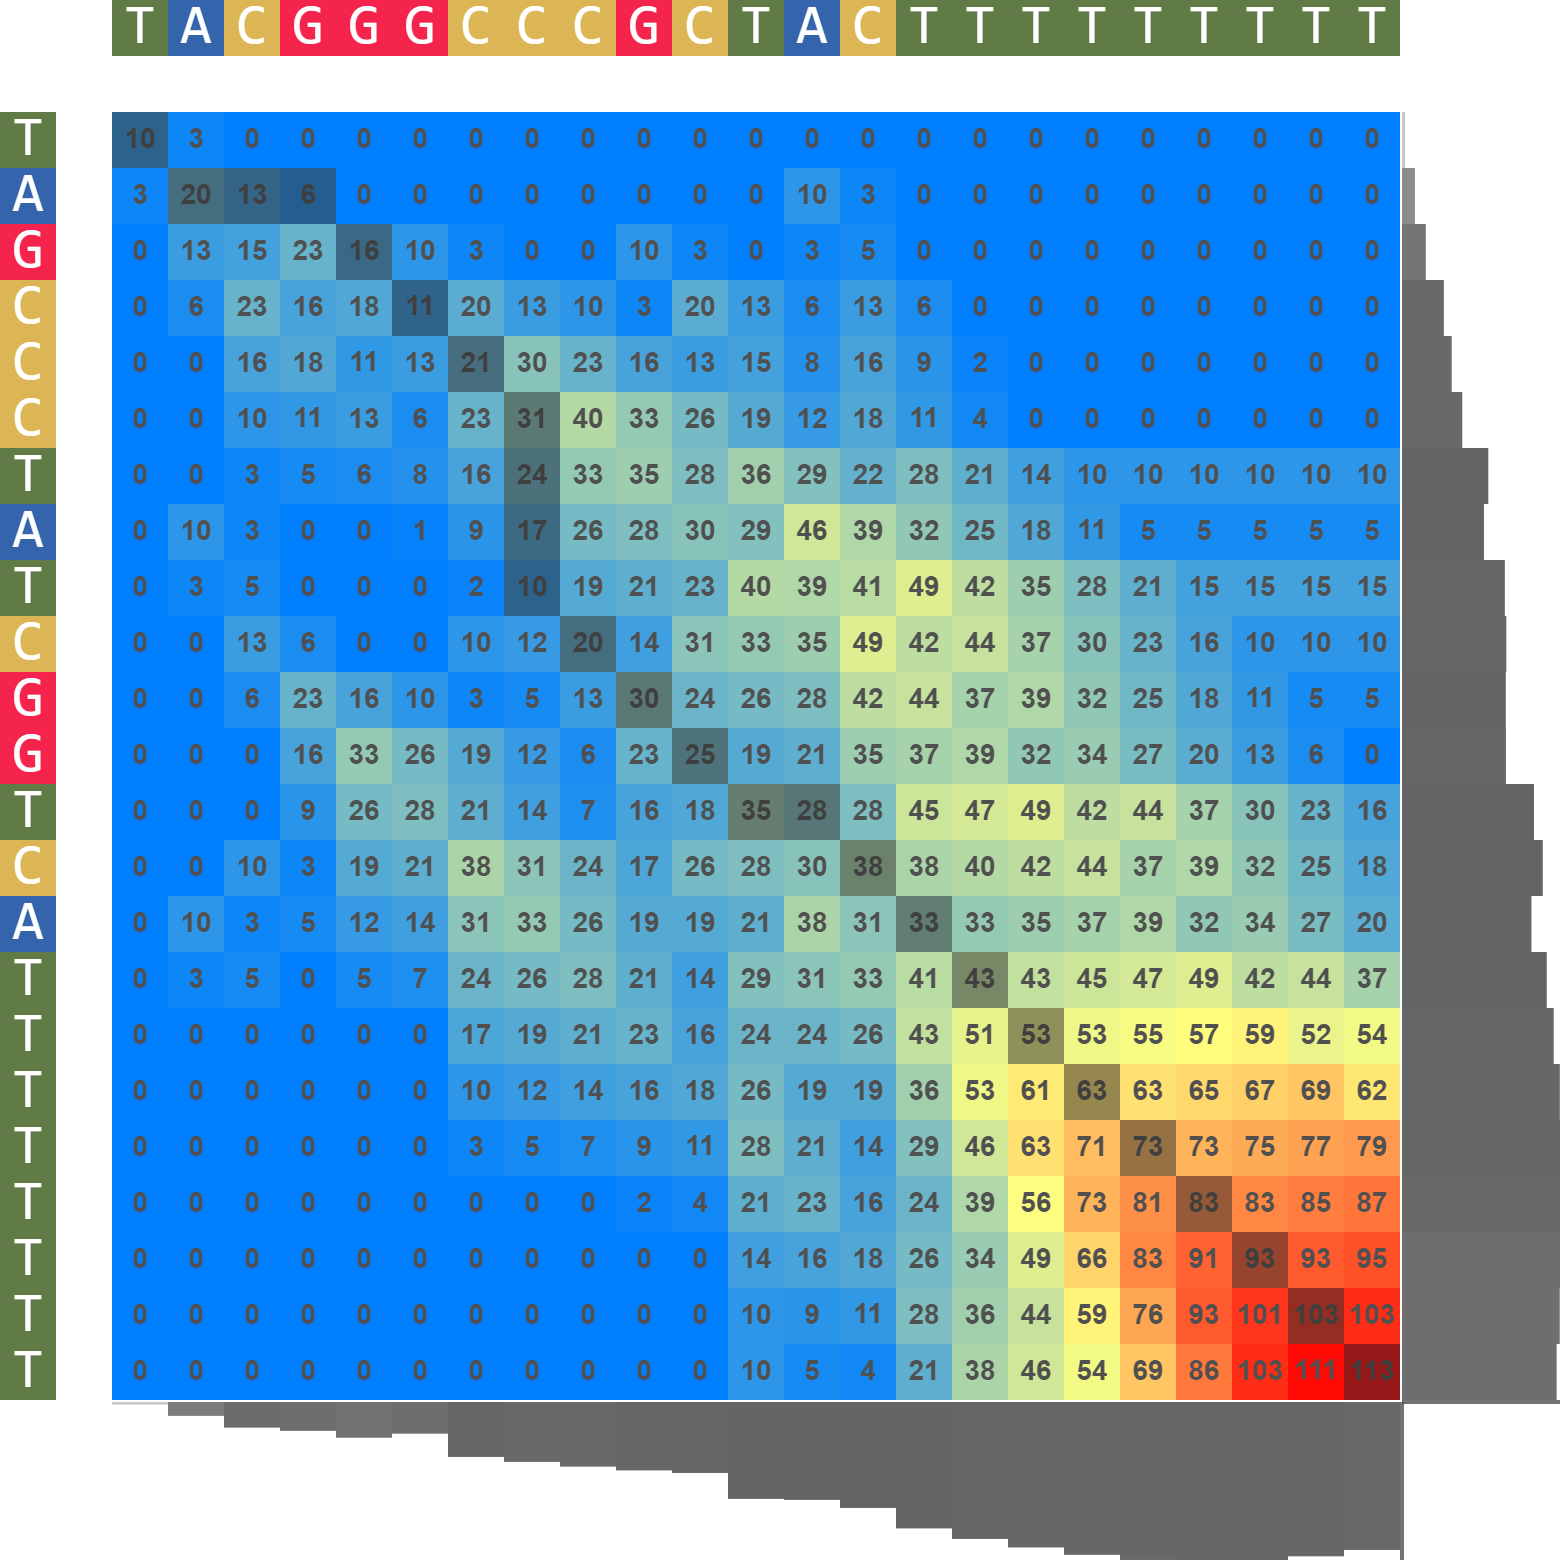 T A C G G G C C C G C T A C T T T T T T T T T
T 10 3 0 0 0 0 0 0 0 0 0 0 0 0 0 0 0 0 0 0 0 0 0
A 3 20 13 6 0 0 0 0 0 0 0 0 10 3 0 0 0 0 0 0 0 0 0
G 0 13 15 23 16 10 3 0 0 10 3 0 3 5 0 0 0 0 0 0 0 0 0
C 0 6 23 16 18 11 20 13 10 3 20 13 6 13 6 0 0 0 0 0 0 0 0
C 0 0 16 18 11 13 21 30 23 16 13 15 8 16 9 2 0 0 0 0 0 0 0
C 0 0 10 11 13 6 23 31 40 33 26 19 12 18 11 4 0 0 0 0 0 0 0
T 0 0 3 5 6 8 16 24 33 35 28 36 29 22 28 21 14 10 10 10 10 10 10
A 0 10 3 0 0 1 9 17 26 28 30 29 46 39 32 25 18 11 5 5 5 5 5
T 0 3 5 0 0 0 2 10 19 21 23 40 39 41 49 42 35 28 21 15 15 15 15
C 0 0 13 6 0 0 10 12 20 14 31 33 35 49 42 44 37 30 23 16 10 10 10
G 0 0 6 23 16 10 3 5 13 30 24 26 28 42 44 37 39 32 25 18 11 5 5
G 0 0 0 16 33 26 19 12 6 23 25 19 21 35 37 39 32 34 27 20 13 6 0
T 0 0 0 9 26 28 21 14 7 16 18 35 28 28 45 47 49 42 44 37 30 23 16
C 0 0 10 3 19 21 38 31 24 17 26 28 30 38 38 40 42 44 37 39 32 25 18
A 0 10 3 5 12 14 31 33 26 19 19 21 38 31 33 33 35 37 39 32 34 27 20
T 0 3 5 0 5 7 24 26 28 21 14 29 31 33 41 43 43 45 47 49 42 44 37
T 0 0 0 0 0 0 17 19 21 23 16 24 24 26 43 51 53 53 55 57 59 52 54
T 0 0 0 0 0 0 10 12 14 16 18 26 19 19 36 53 61 63 63 65 67 69 62
T 0 0 0 0 0 0 3 5 7 9 11 28 21 14 29 46 63 71 73 73 75 77 79
T 0 0 0 0 0 0 0 0 0 2 4 21 23 16 24 39 56 73 81 83 83 85 87
T 0 0 0 0 0 0 0 0 0 0 0 14 16 18 26 34 49 66 83 91 93 93 95
T 0 0 0 0 0 0 0 0 0 0 0 10 9 11 28 36 44 59 76 93 101 103 103
T 0 0 0 0 0 0 0 0 0 0 0 10 5 4 21 38 46 54 69 86 103 111 113